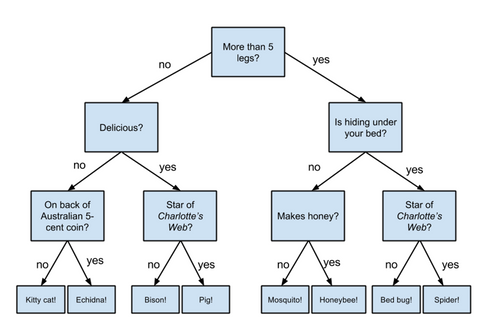 More than 5
legs?
no
yes
Delicious?
Is hiding under
your bed?
no
yes
no
yes
On back of
Australian 5-
cent coin?
Star of
Charlotte's
Web?
Makes honey?
Star of
Charlotte's
Web?
no
yes
no
yes
no
yes
no
yes
Kitty cat!
Echidna!
Bison!
Pig!
Mosquito!
Honeybee!
Bed bug!
Spider!